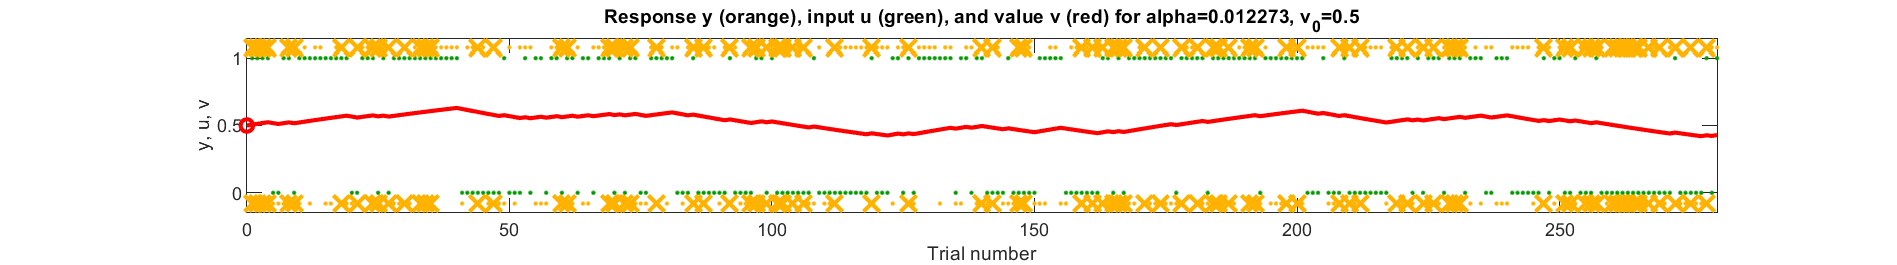 Response y (orange), input u (green), and value v (red) for alpha=0.012273, v0=0.5
y, u, v
1
0.5
0
0 50 100 150 200 250
Trial number